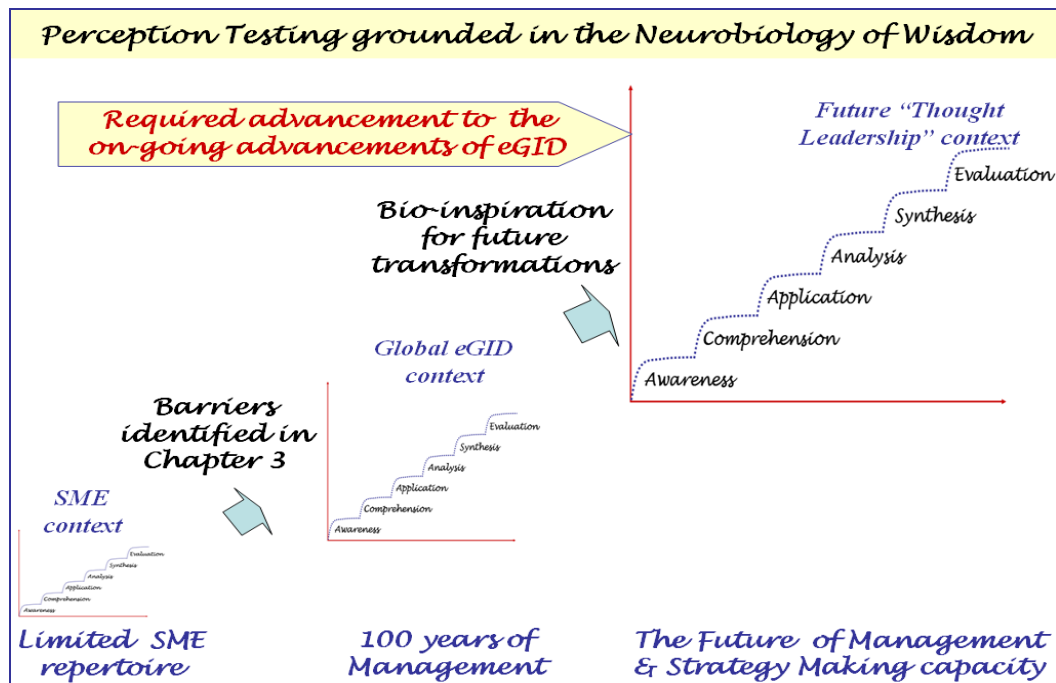 Perception Testing grounded in the Neurobiology of Wisdom
Required advancement to the
on-going advancements of eGID
Future "Thought
Leadership" context
Evaluation
Synthesis
Analysis
Application
Comprehension
Awareness
Bio-inspiration
for future
transformations
Global eGID
context
Evaluation
Synthesis
Analysis
Application
Comprehension
Awareness
Barriers
identified in
Chapter 3
SME
context
Evaluation
Synthesis
Analysis
Application
Comprehension
Awareness
Limited SME
repertoire
100 years of
Management
The Future of Management
& Strategy Making capacity